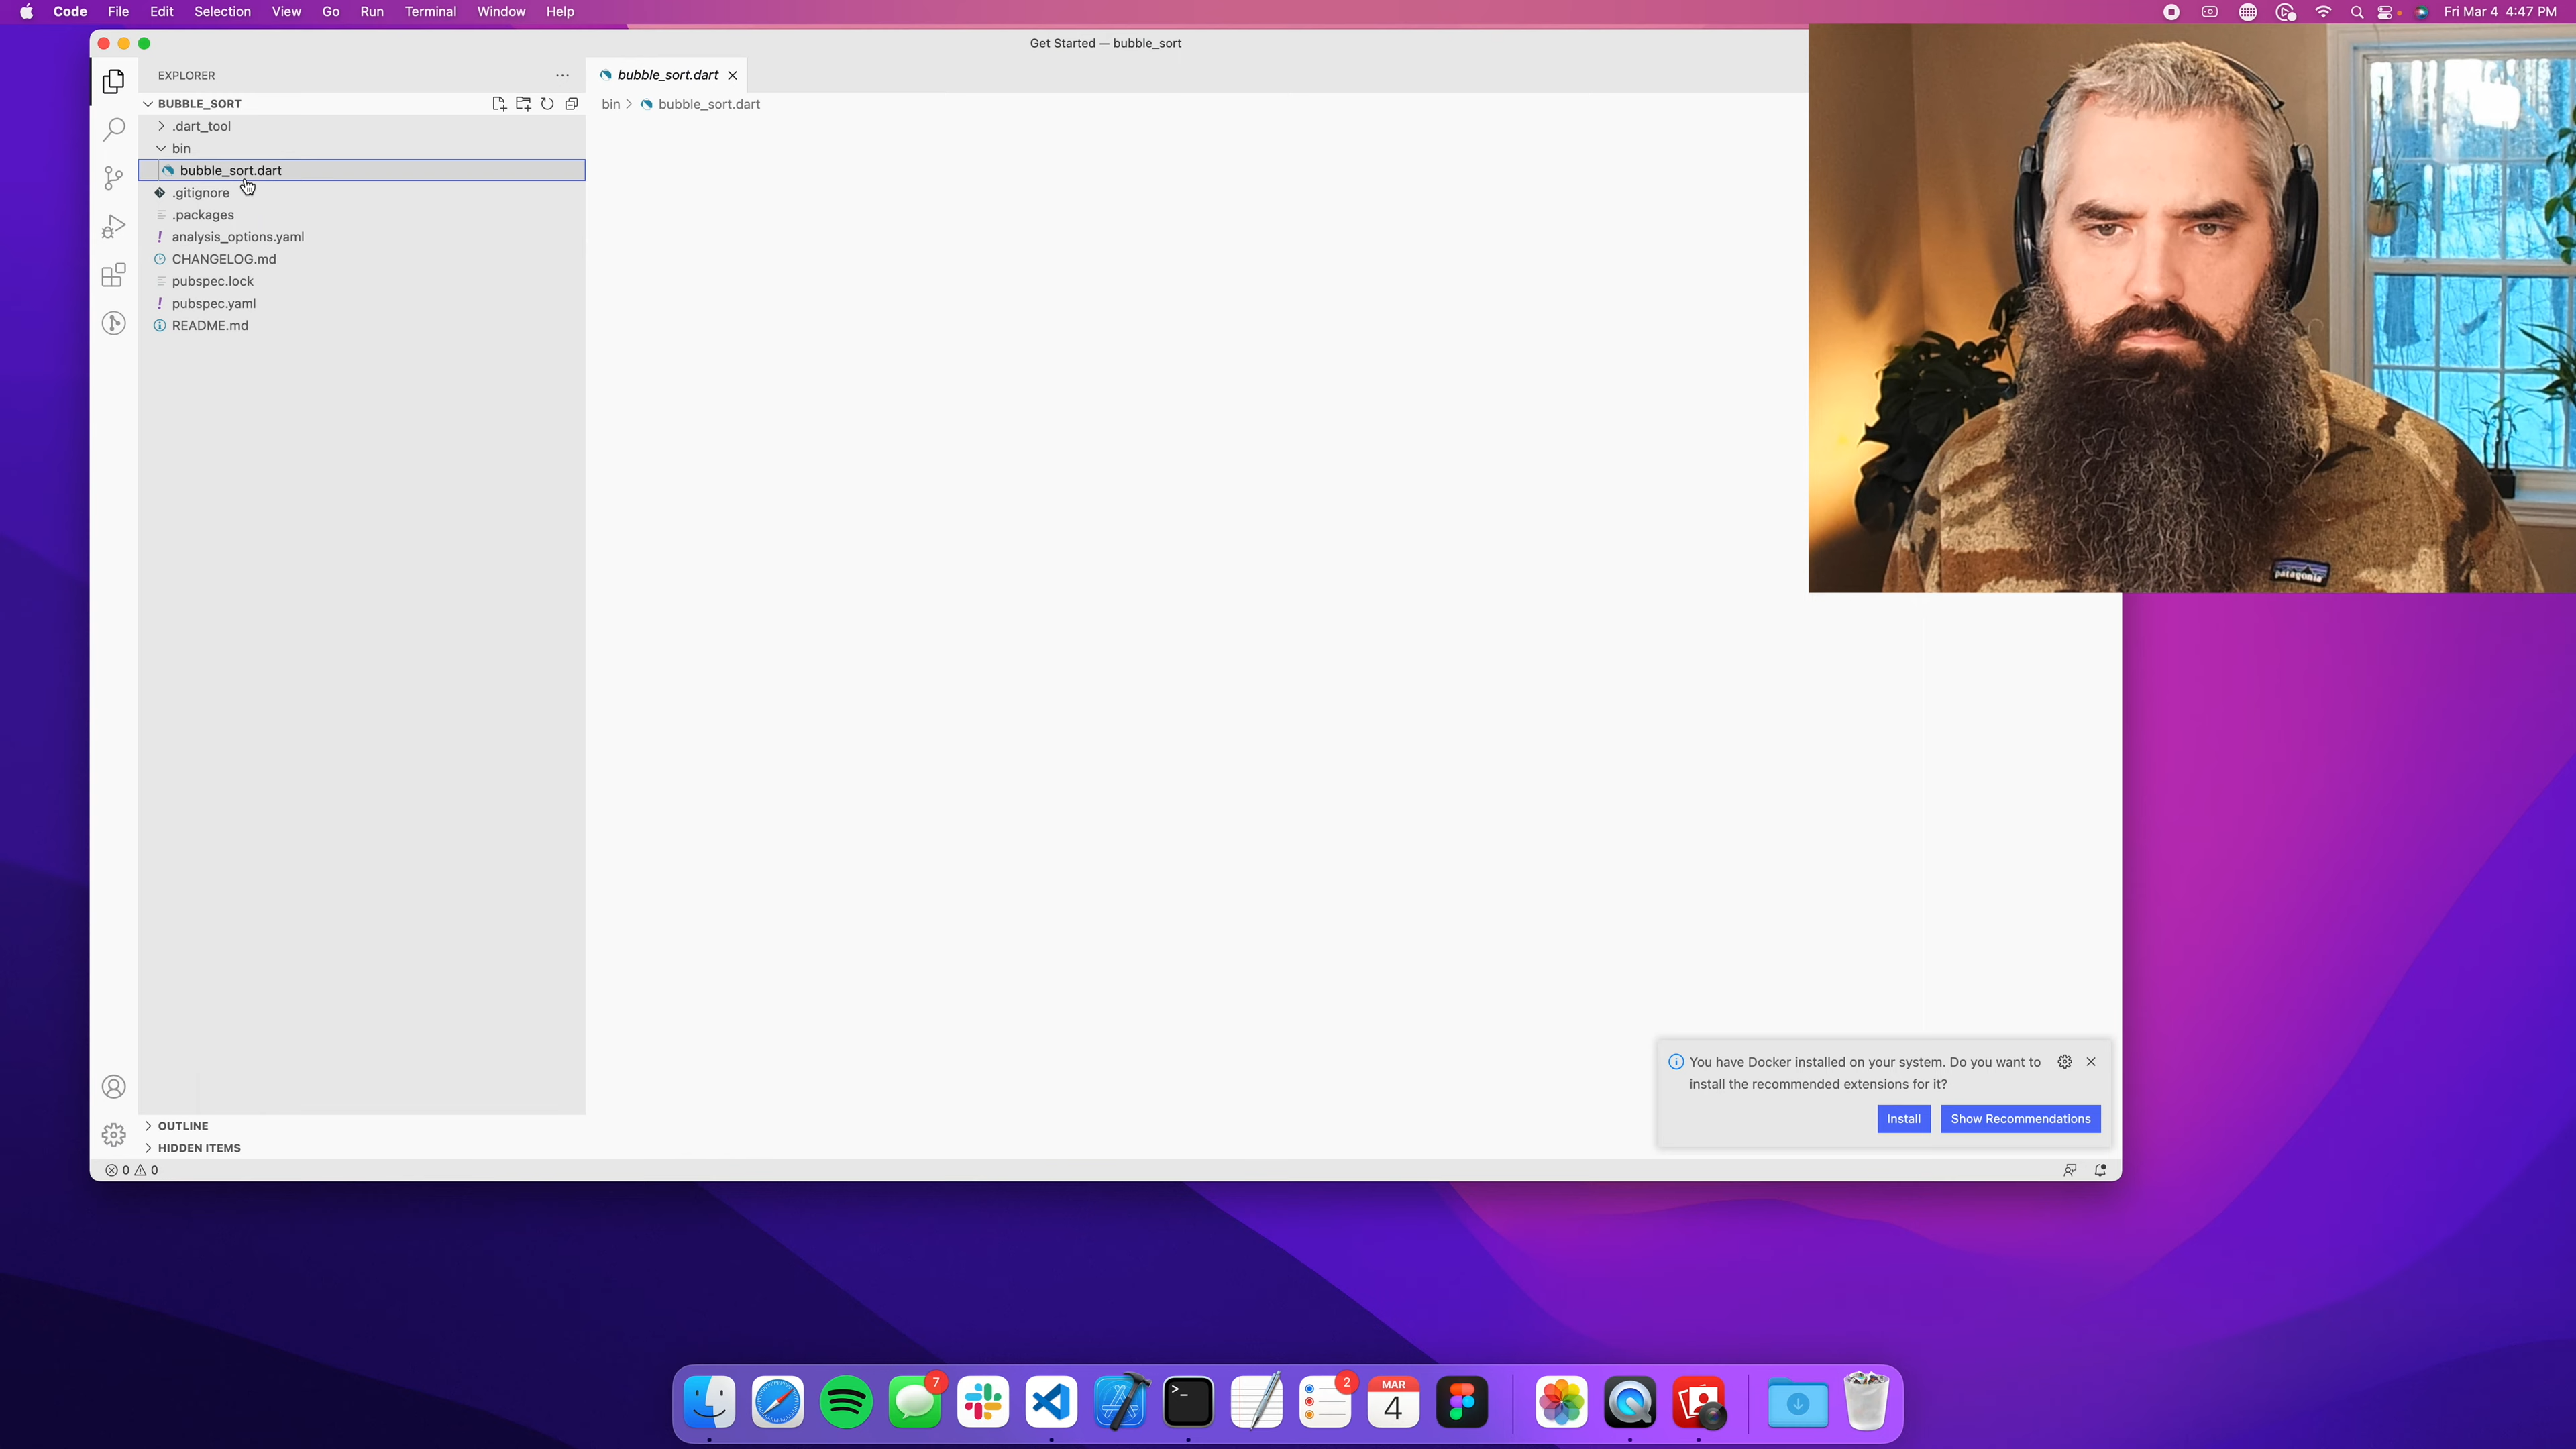 Code File Edit Selection View Go Run Terminal Window Help
Fri Mar 4 4:47 PM
Get Started — bubble_sort
EXPLORER
bubble_sort.dart
BUBBLE_SORT
bin > bubble_sort.dart
.dart_tool
bin
bubble_sort.dart
.gitignore
.packages
! analysis_options.yaml
CHANGELOG.md
pubspec.lock
! pubspec.yaml
README.md
patagonia
You have Docker installed on your system. Do you want to
install the recommended extensions for it?
Install Show Recommendations
OUTLINE
HIDDEN ITEMS
0 0
7
2
MAR
4